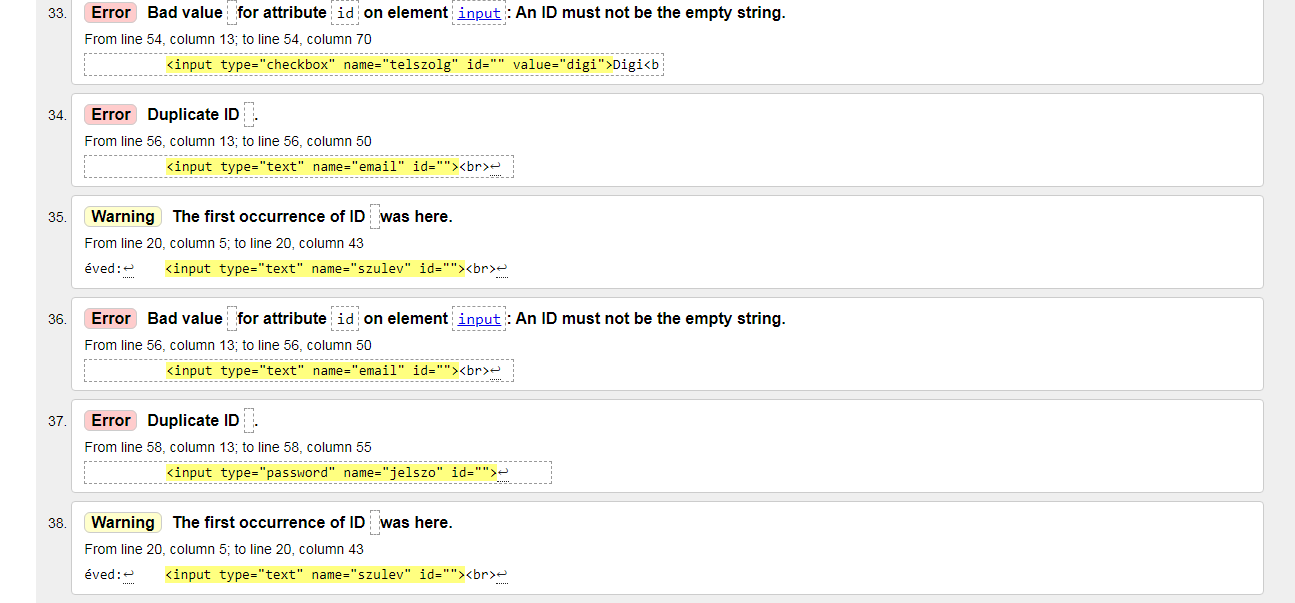 33. Error Bad value for attribute id on element input: An ID must not be the empty string.
From line 54, column 13; to line 54, column 70
<input type="checkbox" name="telszolg" id="" value="digi">Digi<b
34. Error Duplicate ID .
From line 56, column 13; to line 56, column 50
<input type="text" name="email" id=""><br>↩
35. Warning The first occurrence of ID was here.
From line 20, column 5; to line 20, column 43
éved:↩ <input type="text" name="szulev" id=""><br>↩
36. Error Bad value for attribute id on element input: An ID must not be the empty string.
From line 56, column 13; to line 56, column 50
<input type="text" name="email" id=""><br>↩
37. Error Duplicate ID .
From line 58, column 13; to line 58, column 55
<input type="password" name="jelszo" id="">↩
38. Warning The first occurrence of ID was here.
From line 20, column 5; to line 20, column 43
éved:↩ <input type="text" name="szulev" id=""><br>↩